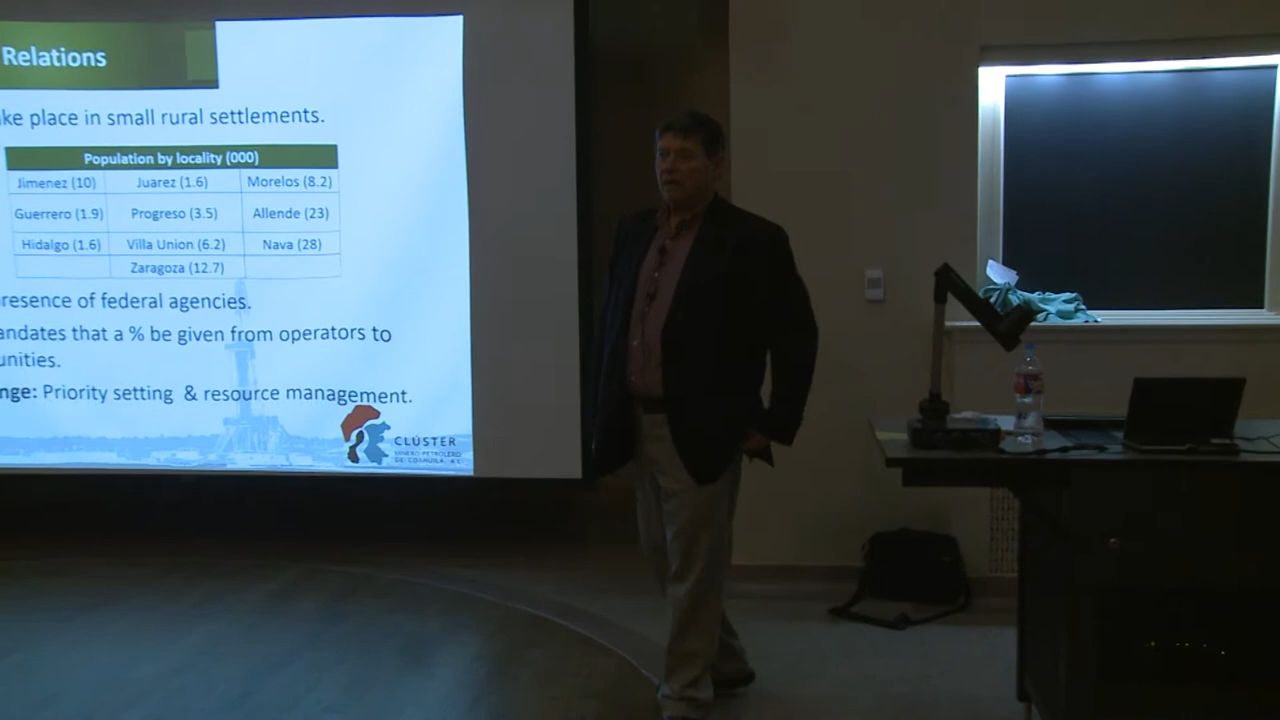 Relations
ke place in small rural settlements.
Population by locality (000)
Jimenez (10) Juarez (1.6) Morelos (8.2)
Guerrero (1.9) Progreso (3.5) Allende (23)
Hidalgo (1.6) Villa Union (6.2) Nava (28)
Zaragoza (12.7)
resence of federal agencies.
andates that a % be given from operators to
unities.
nge: Priority setting & resource management.
CLÚSTER
MINERO PETROLERO
DE COAHUILA, A.C.